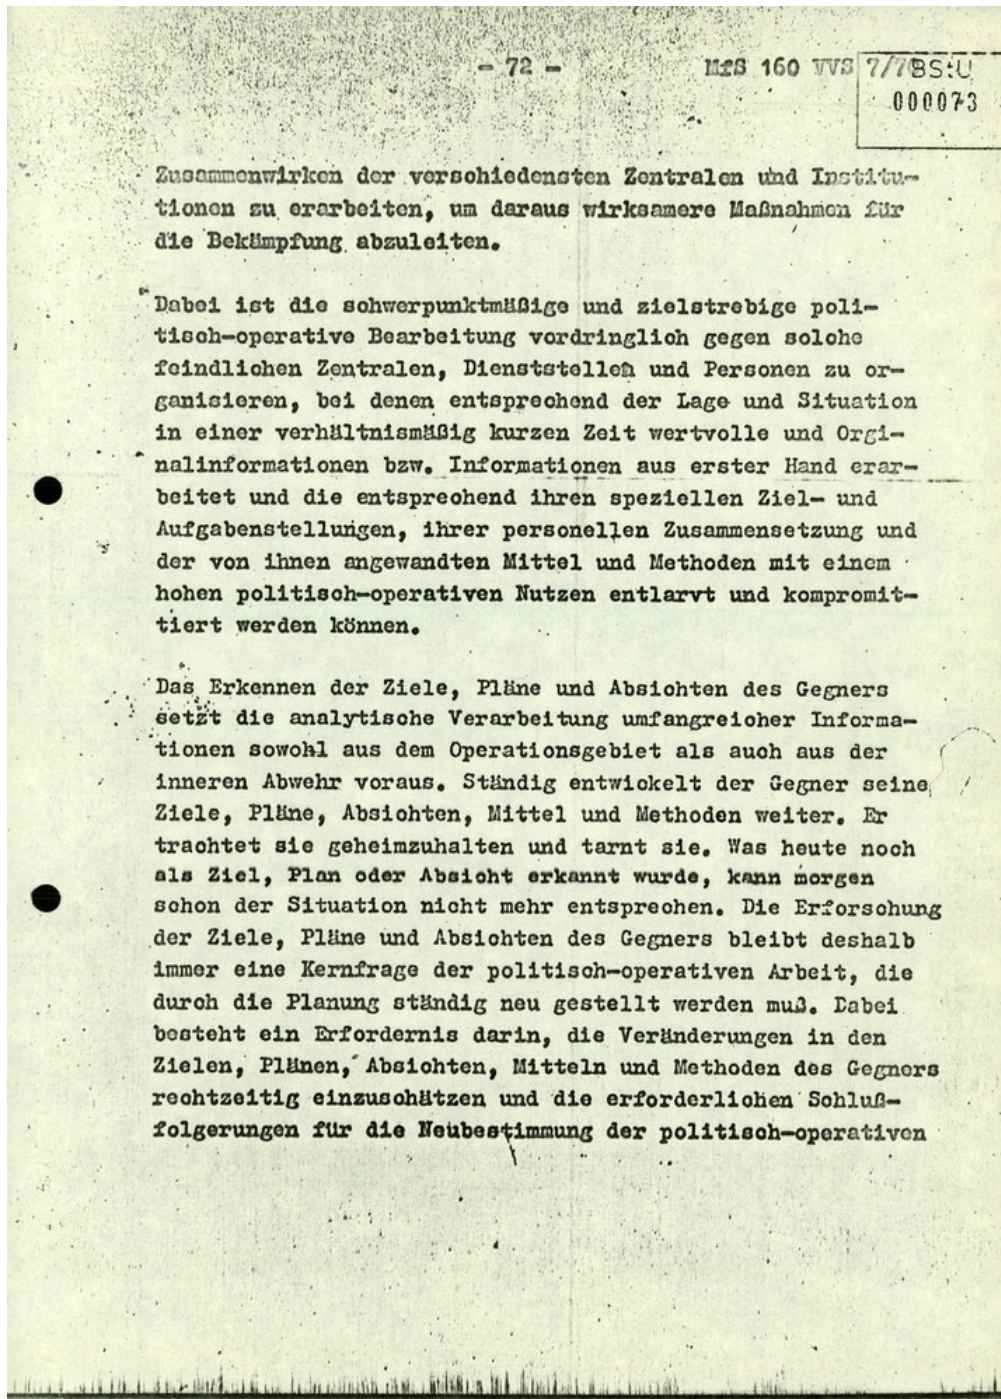 - 72 -
MfS 160 VVS 7/7
BStU
000073
Zusammenwirken der verschiedensten Zentralen und Institu-
tionen zu erarbeiten, um daraus wirksamere Maßnahmen für
die Bekämpfung abzuleiten.
Dabei ist die schwerpunktmäßige und zielstrebige poli-
tisch-operative Bearbeitung vordringlich gegen solche
feindlichen Zentralen, Dienststellen und Personen zu or-
ganisieren, bei denen entsprechend der Lage und Situation
in einer verhältnismäßig kurzen Zeit wertvolle und Orgi-
nalinformationen bzw. Informationen aus erster Hand erar-
beitet und die entsprechend ihren speziellen Ziel- und
Aufgabenstellungen, ihrer personellen Zusammensetzung und
der von ihnen angewandten Mittel und Methoden mit einem
hohen politisch-operativen Nutzen entlarvt und kompromit-
tiert werden können.
Das Erkennen der Ziele, Pläne und Absichten des Gegners
setzt die analytische Verarbeitung umfangreicher Informa-
tionen sowohl aus dem Operationsgebiet als auch aus der
inneren Abwehr voraus. Ständig entwickelt der Gegner seine
Ziele, Pläne, Absichten, Mittel und Methoden weiter. Er
trachtet sie geheimzuhalten und tarnt sie. Was heute noch
als Ziel, Plan oder Absicht erkannt wurde, kann morgen
schon der Situation nicht mehr entsprechen. Die Erforschung
der Ziele, Pläne und Absichten des Gegners bleibt deshalb
immer eine Kernfrage der politisch-operativen Arbeit, die
durch die Planung ständig neu gestellt werden muß. Dabei
besteht ein Erfordernis darin, die Veränderungen in den
Zielen, Plänen, Absichten, Mitteln und Methoden des Gegners
rechtzeitig einzuschätzen und die erforderlichen Schluß-
folgerungen für die Neubestimmung der politisch-operativen